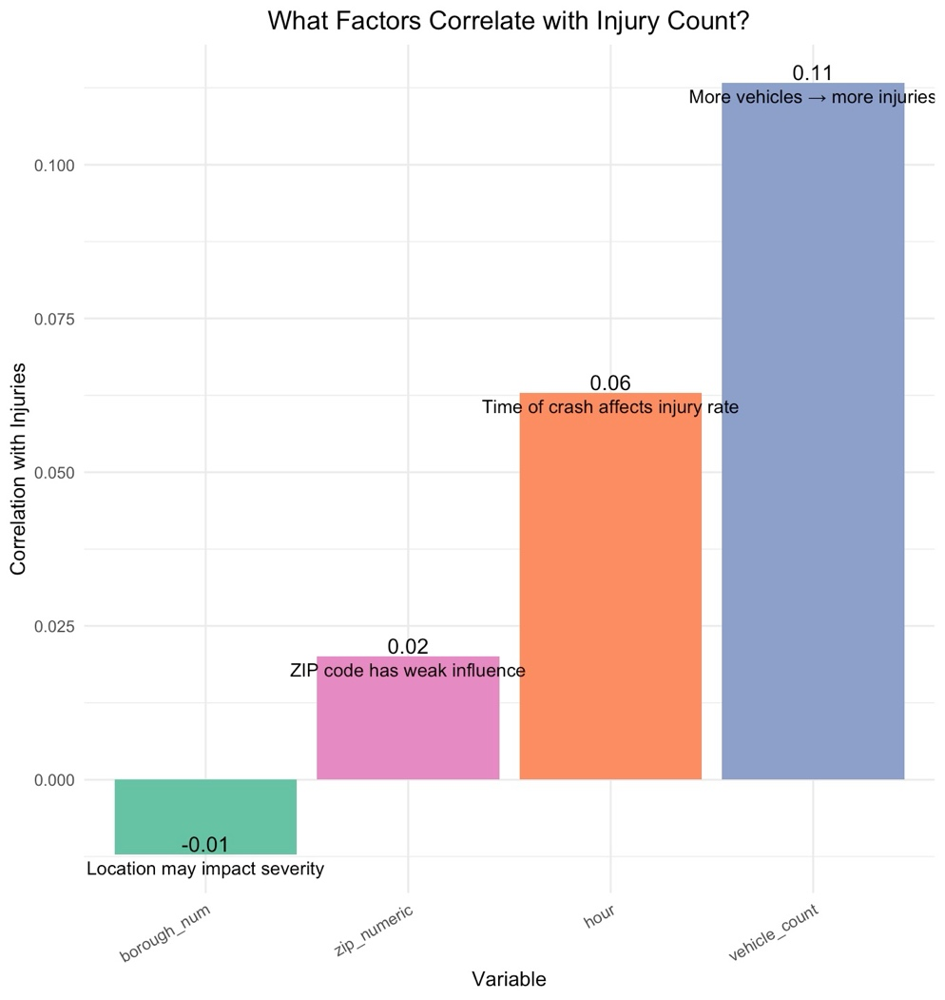 What Factors Correlate with Injury Count?
0.11
More vehicles → more injuries
0.100
0.075
0.06
Time of crash affects injury rate
Correlation with Injuries
0.050
0.025
0.02
ZIP code has weak influence
0.000
-0.01
Location may impact severity
borough_num
zip_numeric
hour
vehicle_count
Variable